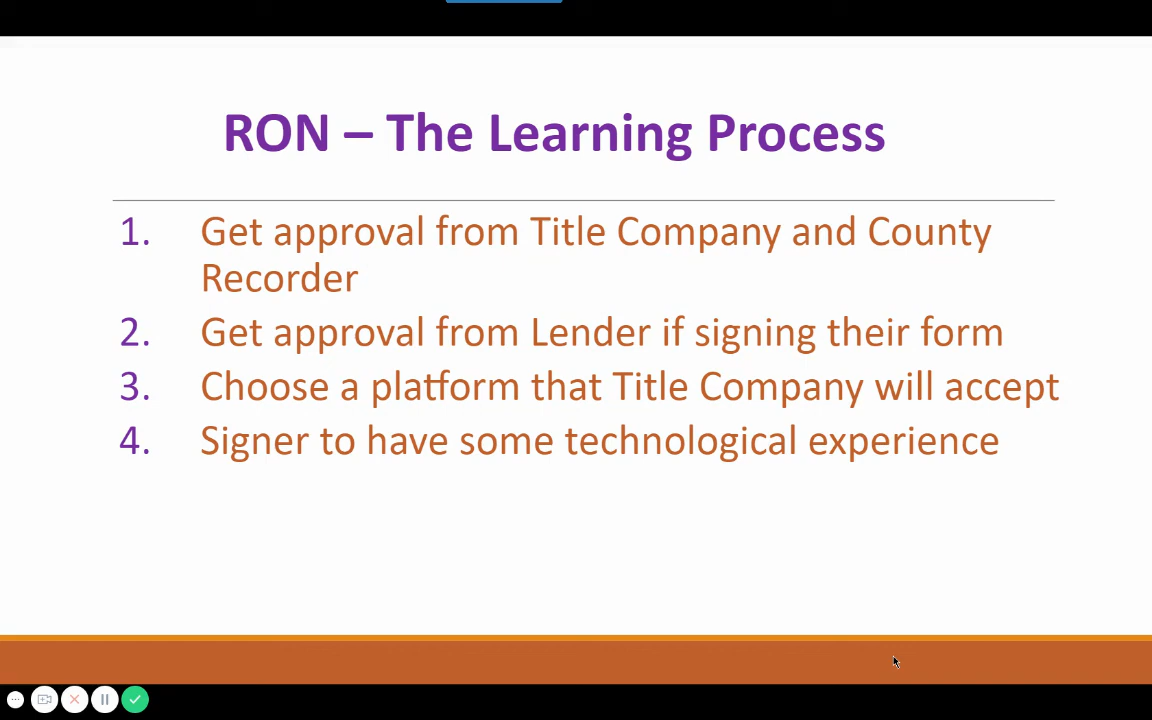 RON – The Learning Process
1. Get approval from Title Company and County
Recorder
2. Get approval from Lender if signing their form
3. Choose a platform that Title Company will accept
4. Signer to have some technological experience